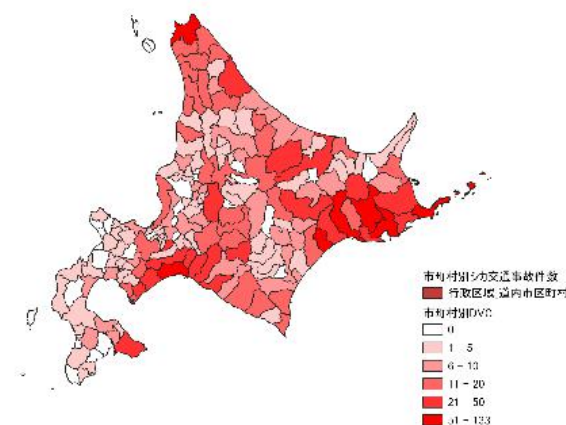 市町村別シカ交通事故件数
行政区域_道内市区町村
市町村別DVC
0
1 - 5
6 - 10
11 - 20
21 - 50
51 - 133